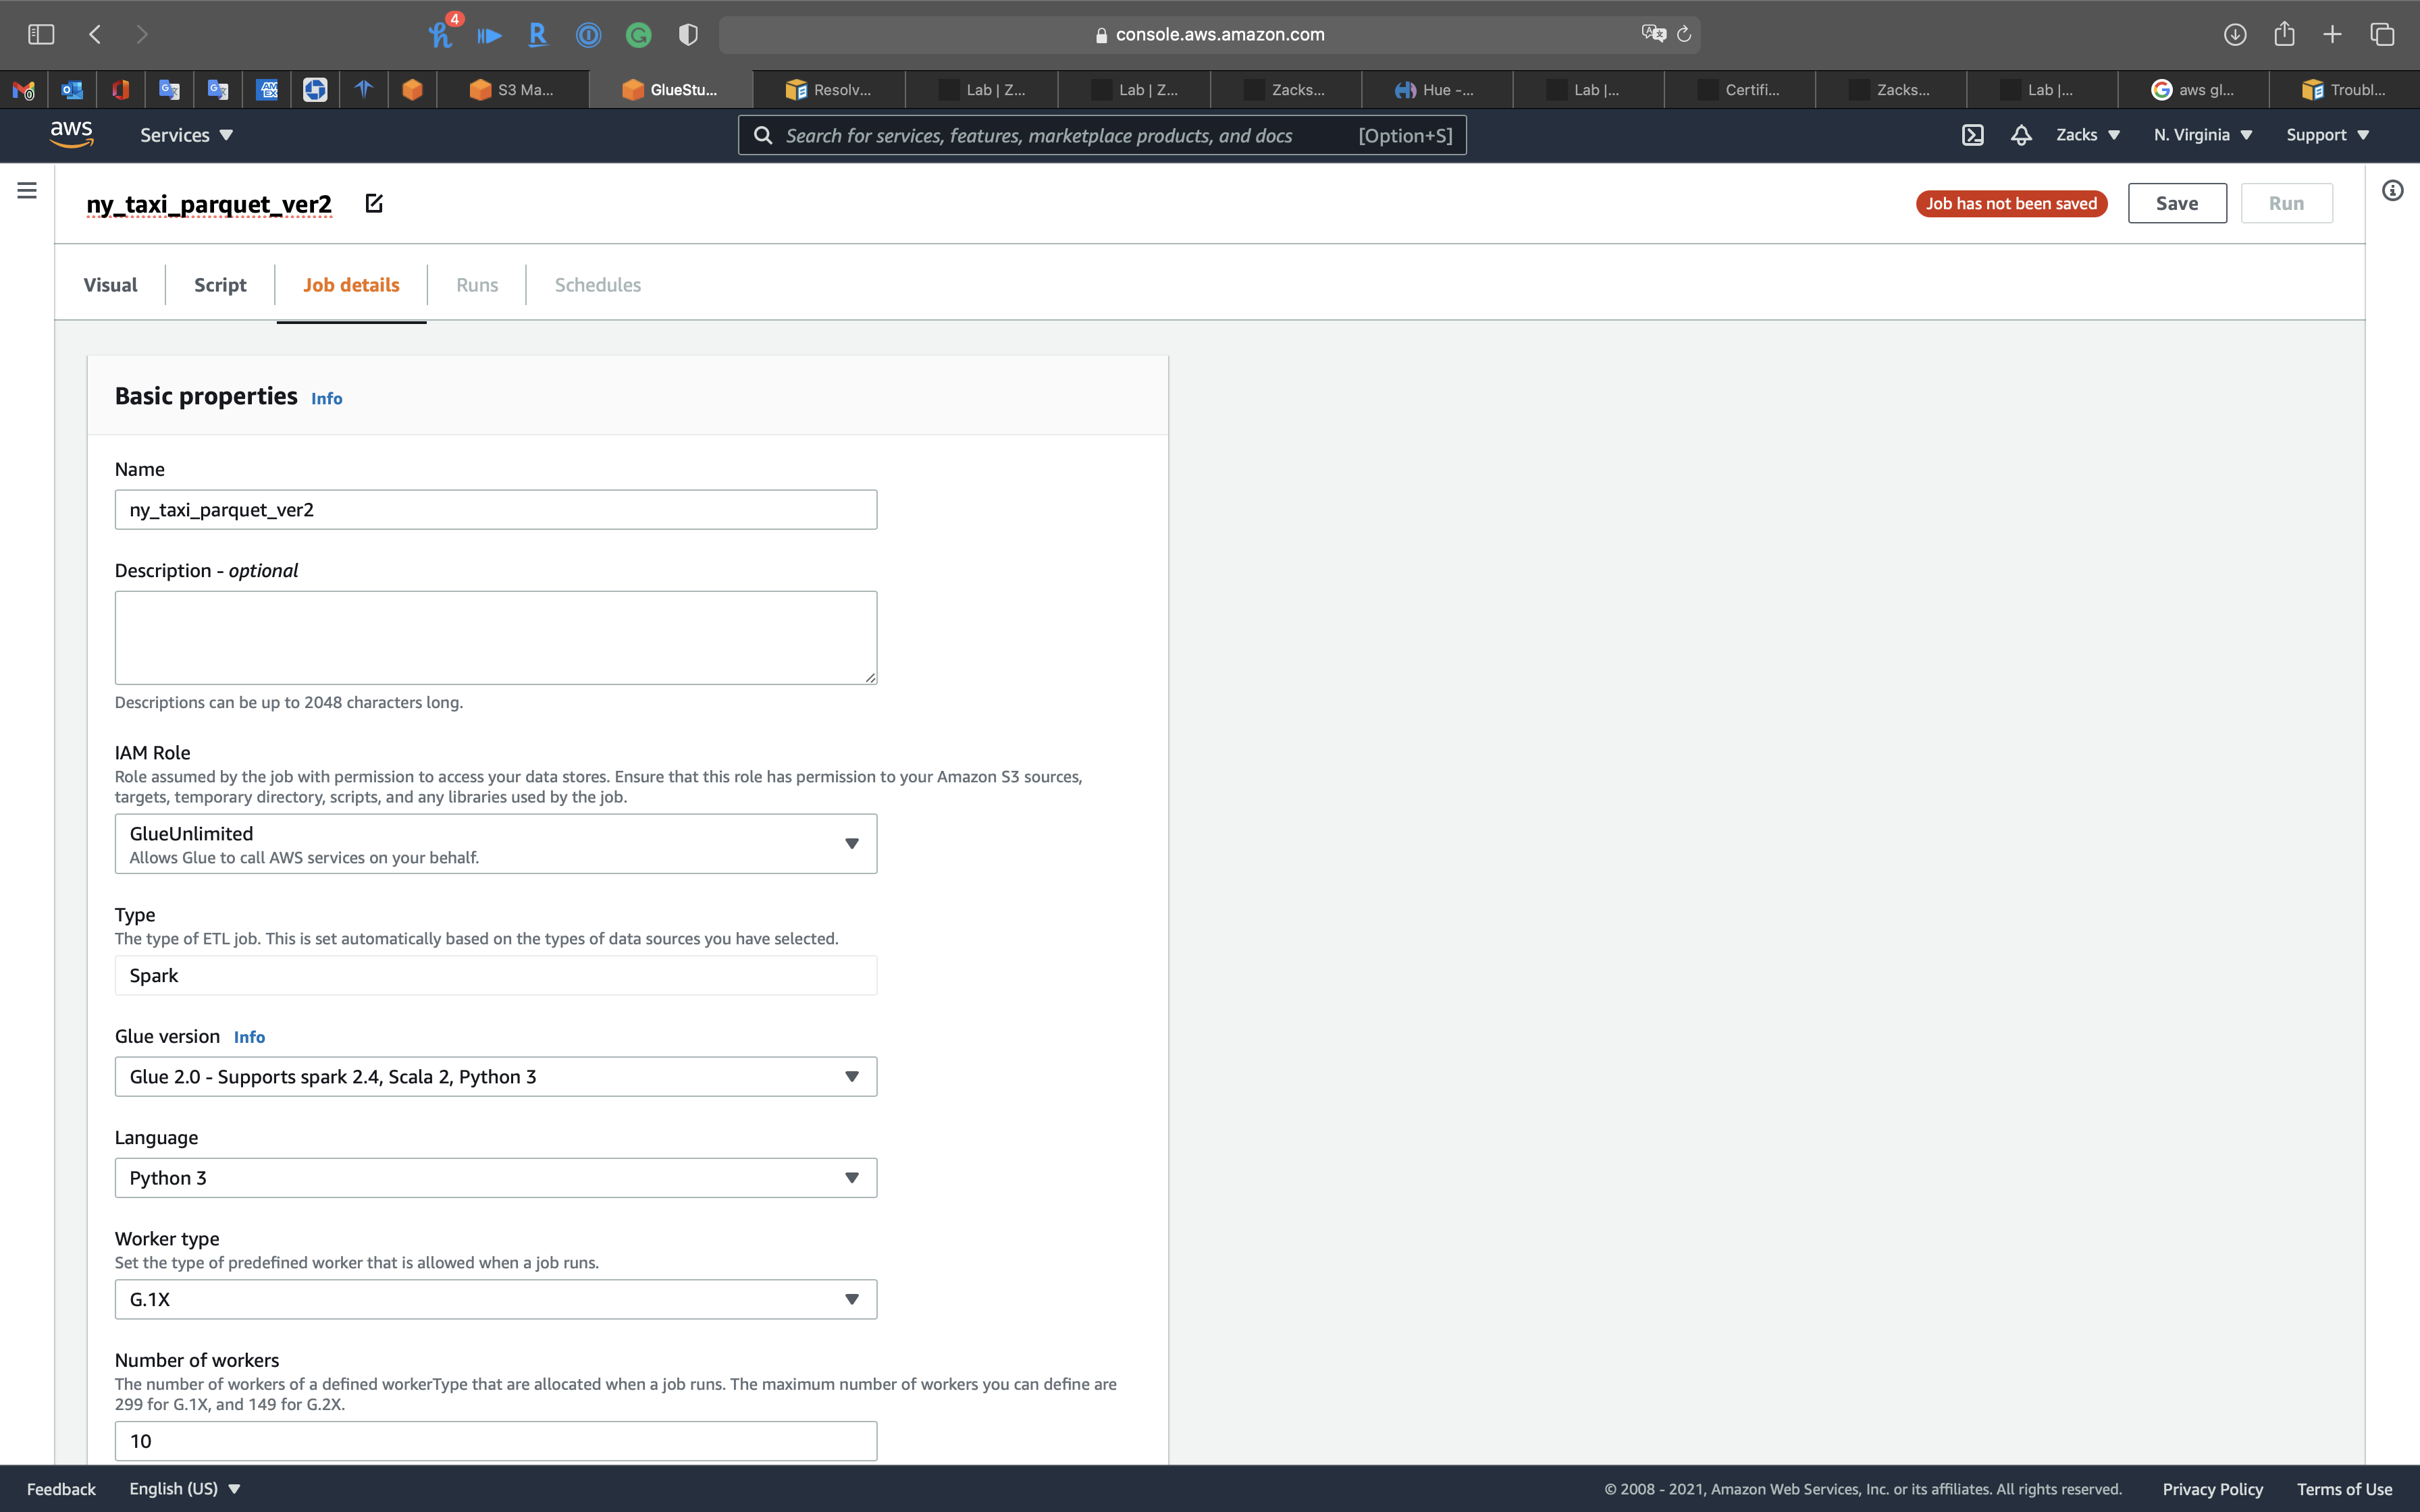 4
console.aws.amazon.com
S3 Ma...
GlueStu...
Resolv...
Lab | Z...
Lab | Z...
Zacks...
Hue -...
Lab |...
Certifi...
Zacks...
Lab |...
aws gl...
Troubl...
aws
Services
Search for services, features, marketplace products, and docs
[Option+S]
Zacks
N. Virginia
Support
ny_taxi_parquet_ver2
Job has not been saved
Save
Run
Visual
Script
Job details
Runs
Schedules
Basic properties Info
Name
ny_taxi_parquet_ver2
Description - optional
Descriptions can be up to 2048 characters long.
IAM Role
Role assumed by the job with permission to access your data stores. Ensure that this role has permission to your Amazon S3 sources,
targets, temporary directory, scripts, and any libraries used by the job.
GlueUnlimited
Allows Glue to call AWS services on your behalf.
Type
The type of ETL job. This is set automatically based on the types of data sources you have selected.
Spark
Glue version Info
Glue 2.0 - Supports spark 2.4, Scala 2, Python 3
Language
Python 3
Worker type
Set the type of predefined worker that is allowed when a job runs.
G.1X
Number of workers
The number of workers of a defined workerType that are allocated when a job runs. The maximum number of workers you can define are
299 for G.1X, and 149 for G.2X.
10
Feedback
English (US)
© 2008 - 2021, Amazon Web Services, Inc. or its affiliates. All rights reserved.
Privacy Policy
Terms of Use